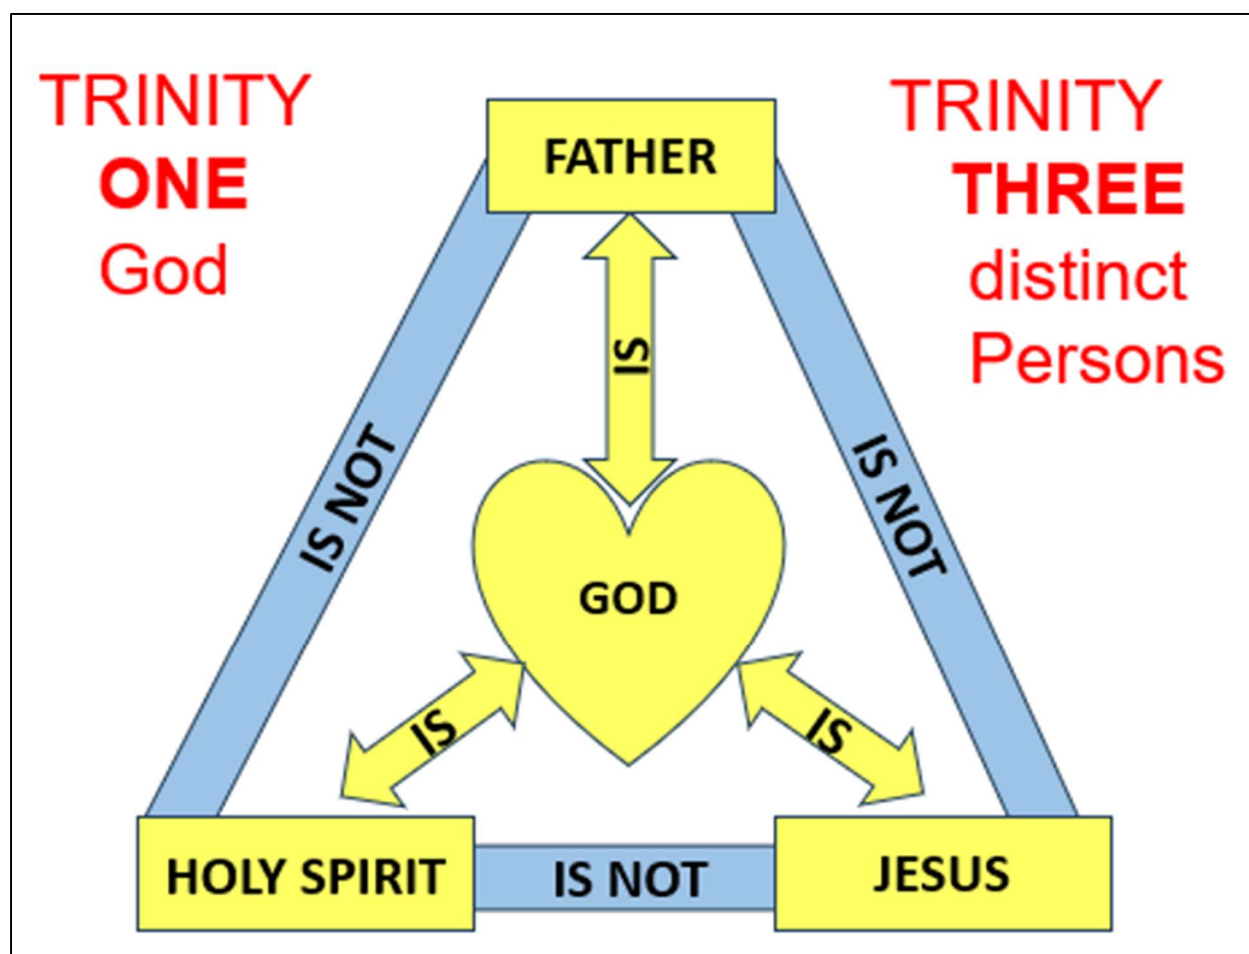 TRINITY
ONE
God
TRINITY
THREE
distinct
Persons
FATHER
IS
IS NOT
IS NOT
GOD
IS
IS
HOLY SPIRIT
IS NOT
JESUS